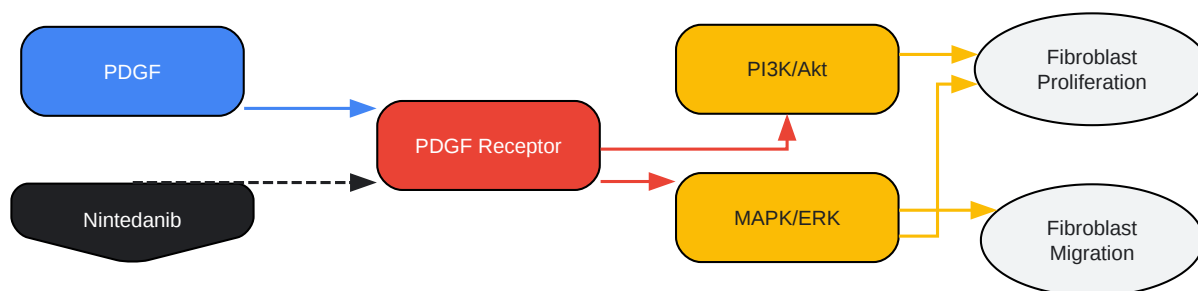 PDGF
PI3K/Akt
Fibroblast
Proliferation
PDGF Receptor
Nintedanib
MAPK/ERK
Fibroblast
Migration